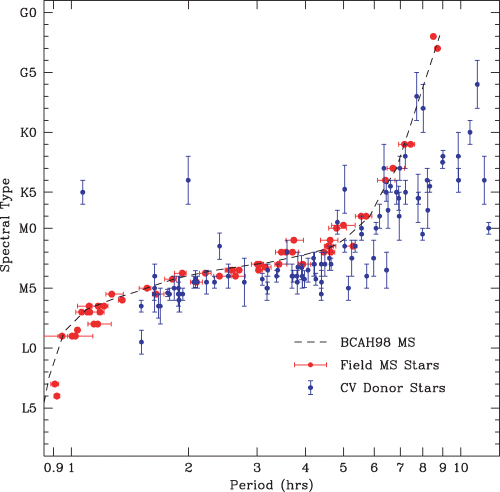 G0
G5
K0
K5
M0
M5
L0
L5
Spectral Type
BCAH98 MS
Field MS Stars
CV Donor Stars
0.9 1 2 3 4 5 6 7 8 9 10
Period (hrs)